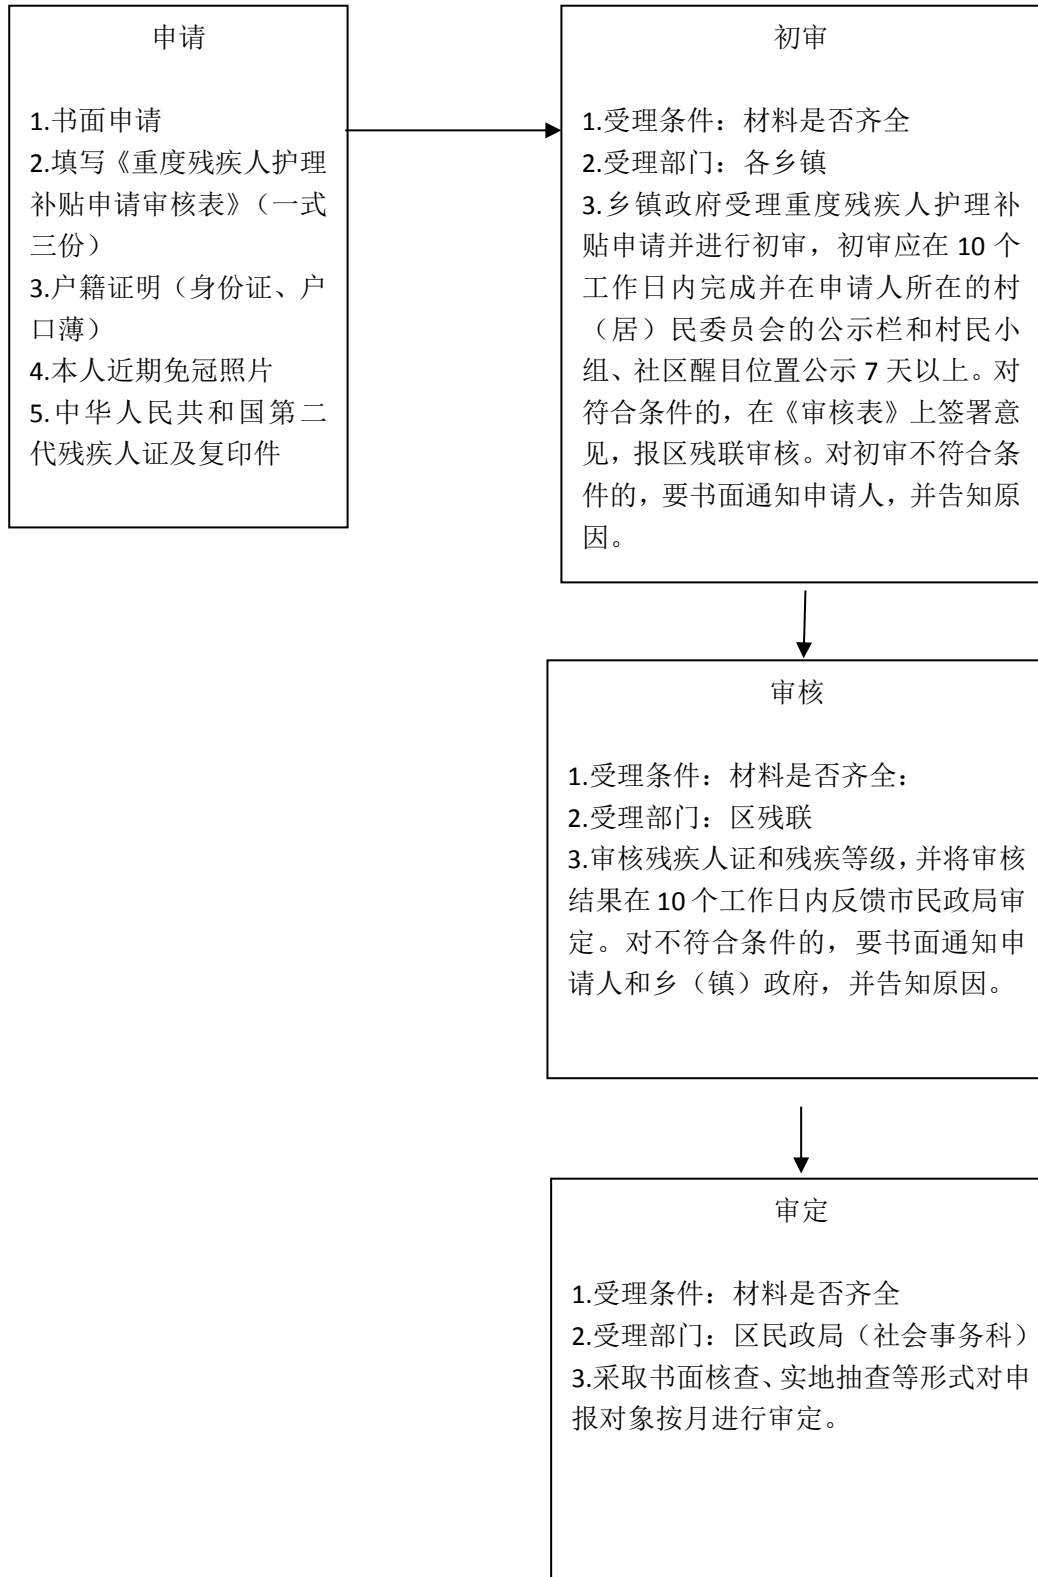 申请
1.书面申请
2.填写《重度残疾人护理
补贴申请审核表》（一式
三份）
3.户籍证明（身份证、户
口薄）
4.本人近期免冠照片
5.中华人民共和国第二
代残疾人证及复印件
初审
1.受理条件：材料是否齐全
2.受理部门：各乡镇
3.乡镇政府受理重度残疾人护理补
贴申请并进行初审，初审应在 10 个
工作日内完成并在申请人所在的村
（居）民委员会的公示栏和村民小
组、社区醒目位置公示 7 天以上。对
符合条件的，在《审核表》上签署意
见，报区残联审核。对初审不符合条
件的，要书面通知申请人，并告知原
因。
审核
1.受理条件：材料是否齐全：
2.受理部门：区残联
3.审核残疾人证和残疾等级，并将审核
结果在 10 个工作日内反馈市民政局审
定。对不符合条件的，要书面通知申
请人和乡（镇）政府，并告知原因。
审定
1.受理条件：材料是否齐全
2.受理部门：区民政局（社会事务科）
3.采取书面核查、实地抽查等形式对申
报对象按月进行审定。